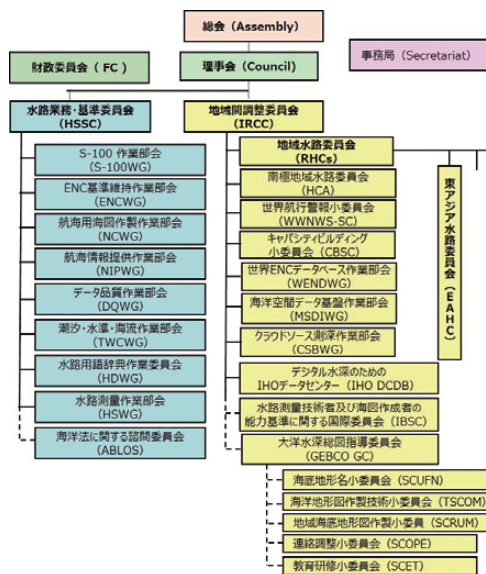 総会（Assembly）
財政委員会（ FC ）
理事会（Council）
事務局（Secretariat）
水路業務・基準委員会
（HSSC）
S-100 作業部会
（S-100WG）
ENC基準維持作業部会
（ENCWG）
航海用海図作製作業部会
（NCWG）
航海情報提供作業部会
（NIPWG）
データ品質作業部会
（DQWG）
潮汐・水準・海流作業部会
（TWCWG）
水路用語辞典作業委員会
（HDWG）
水路測量作業部会
（HSWG）
海洋法に関する諮問委員会
（ABLOS）
地域間調整委員会
（IRCC）
地域水路委員会
（RHCs）
南極地域水路委員会
（HCA）
世界航行警報小委員会
（WWNWS-SC）
キャパシティビルディング
小委員会（CBSC）
世界ENCデータベース作業部会
（WENDWG）
海洋空間データ基盤作業部会
（MSDIWG）
クラウドソース測深作業部会
（CSBWG）
デジタル水深のための
IHOデータセンター（IHO DCDB）
水路測量技術者及び海図作成者の
能力基準に関する国際委員会（IBSC）
大洋水深総図指導委員会
（GEBCO GC）
海底地形名小委員会（SCUFN）
海洋地形図作製技術小委員会（TSCOM）
地域海底地形図作製小委員（SCRUM）
連絡調整小委員会（SCOPE）
教育研修小委員会（SCET）
東アジア水路委員会（EAHC）